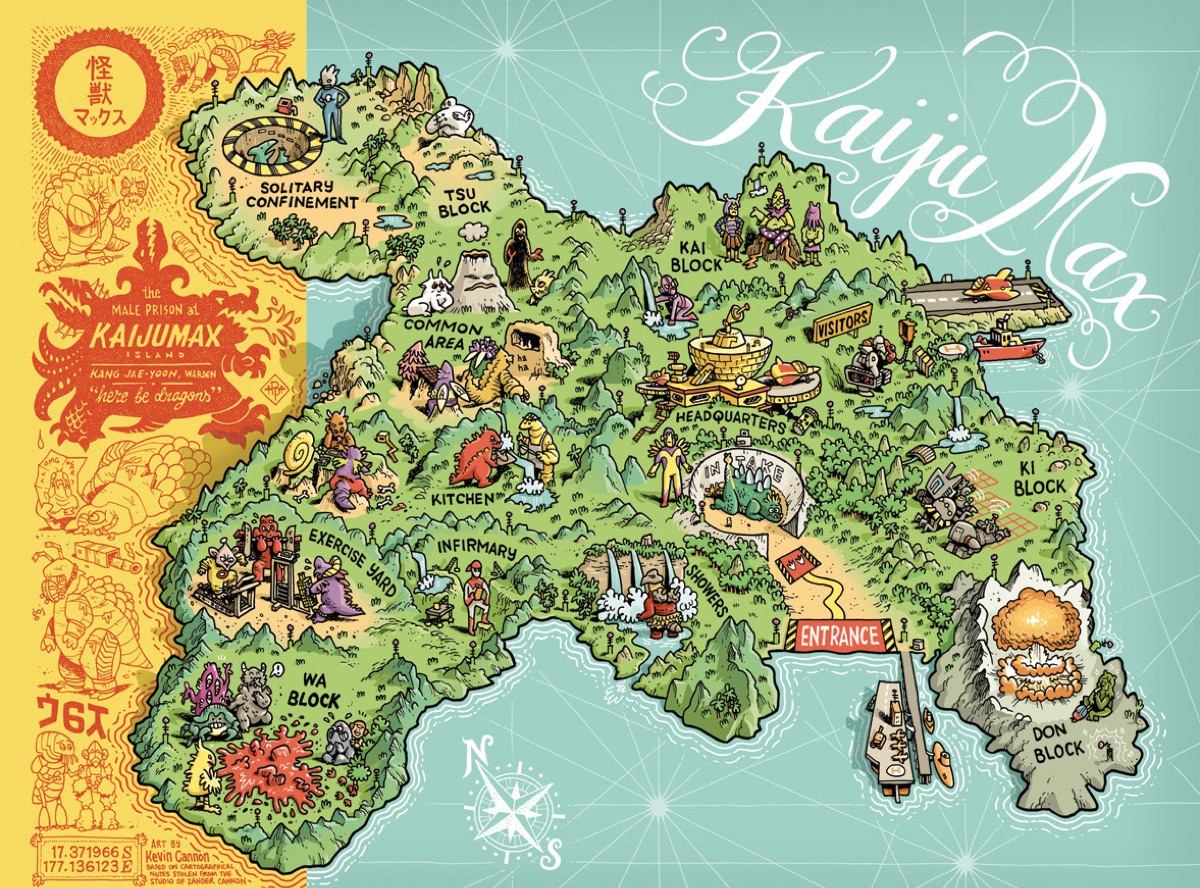 怪
獣
マックス
the
MALE PRISON at
KAIJUMAX
ISLAND
KANG JAE-YOON, WARDEN
"here be dragons"
OMG
17.371966 S
177.136123 E
ART BY
Kevin Cannon
BASED ON CARTOGRAPHICAL
NOTES STOLEN FROM THE
STUDIO OF ZANDER CANNON~
Kaiju Max
SOLITARY
CONFINEMENT
TSU
BLOCK
KAI
BLOCK
COMMON
AREA
ha
ha
VISITORS
HEADQUARTERS
KITCHEN
INTAKE
KI
BLOCK
EXERCISE YARD
INFIRMARY
SHOWERS
ENTRANCE
WA
BLOCK
DON
BLOCK
N
S